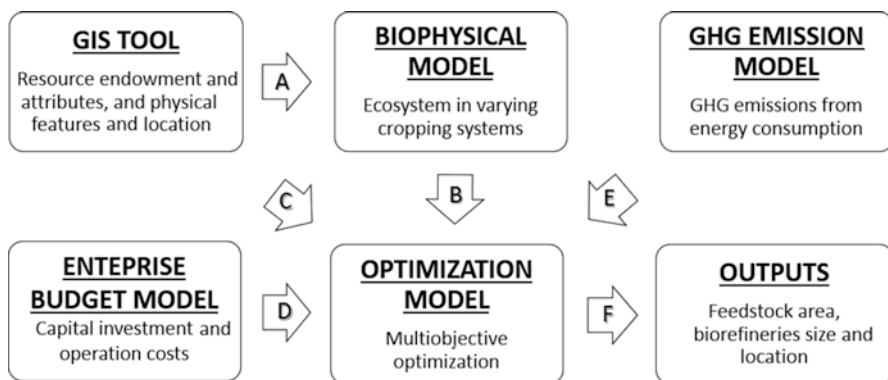 GIS TOOL
Resource endowment and
attributes, and physical
features and location
A
BIOPHYSICAL
MODEL
Ecosystem in varying
cropping systems
GHG EMISSION
MODEL
GHG emissions from
energy consumption
C
B
E
ENTEPRISE
BUDGET MODEL
Capital investment and
operation costs
D
OPTIMIZATION
MODEL
Multiobjective
optimization
F
OUTPUTS
Feedstock area,
biorefineries size and
location